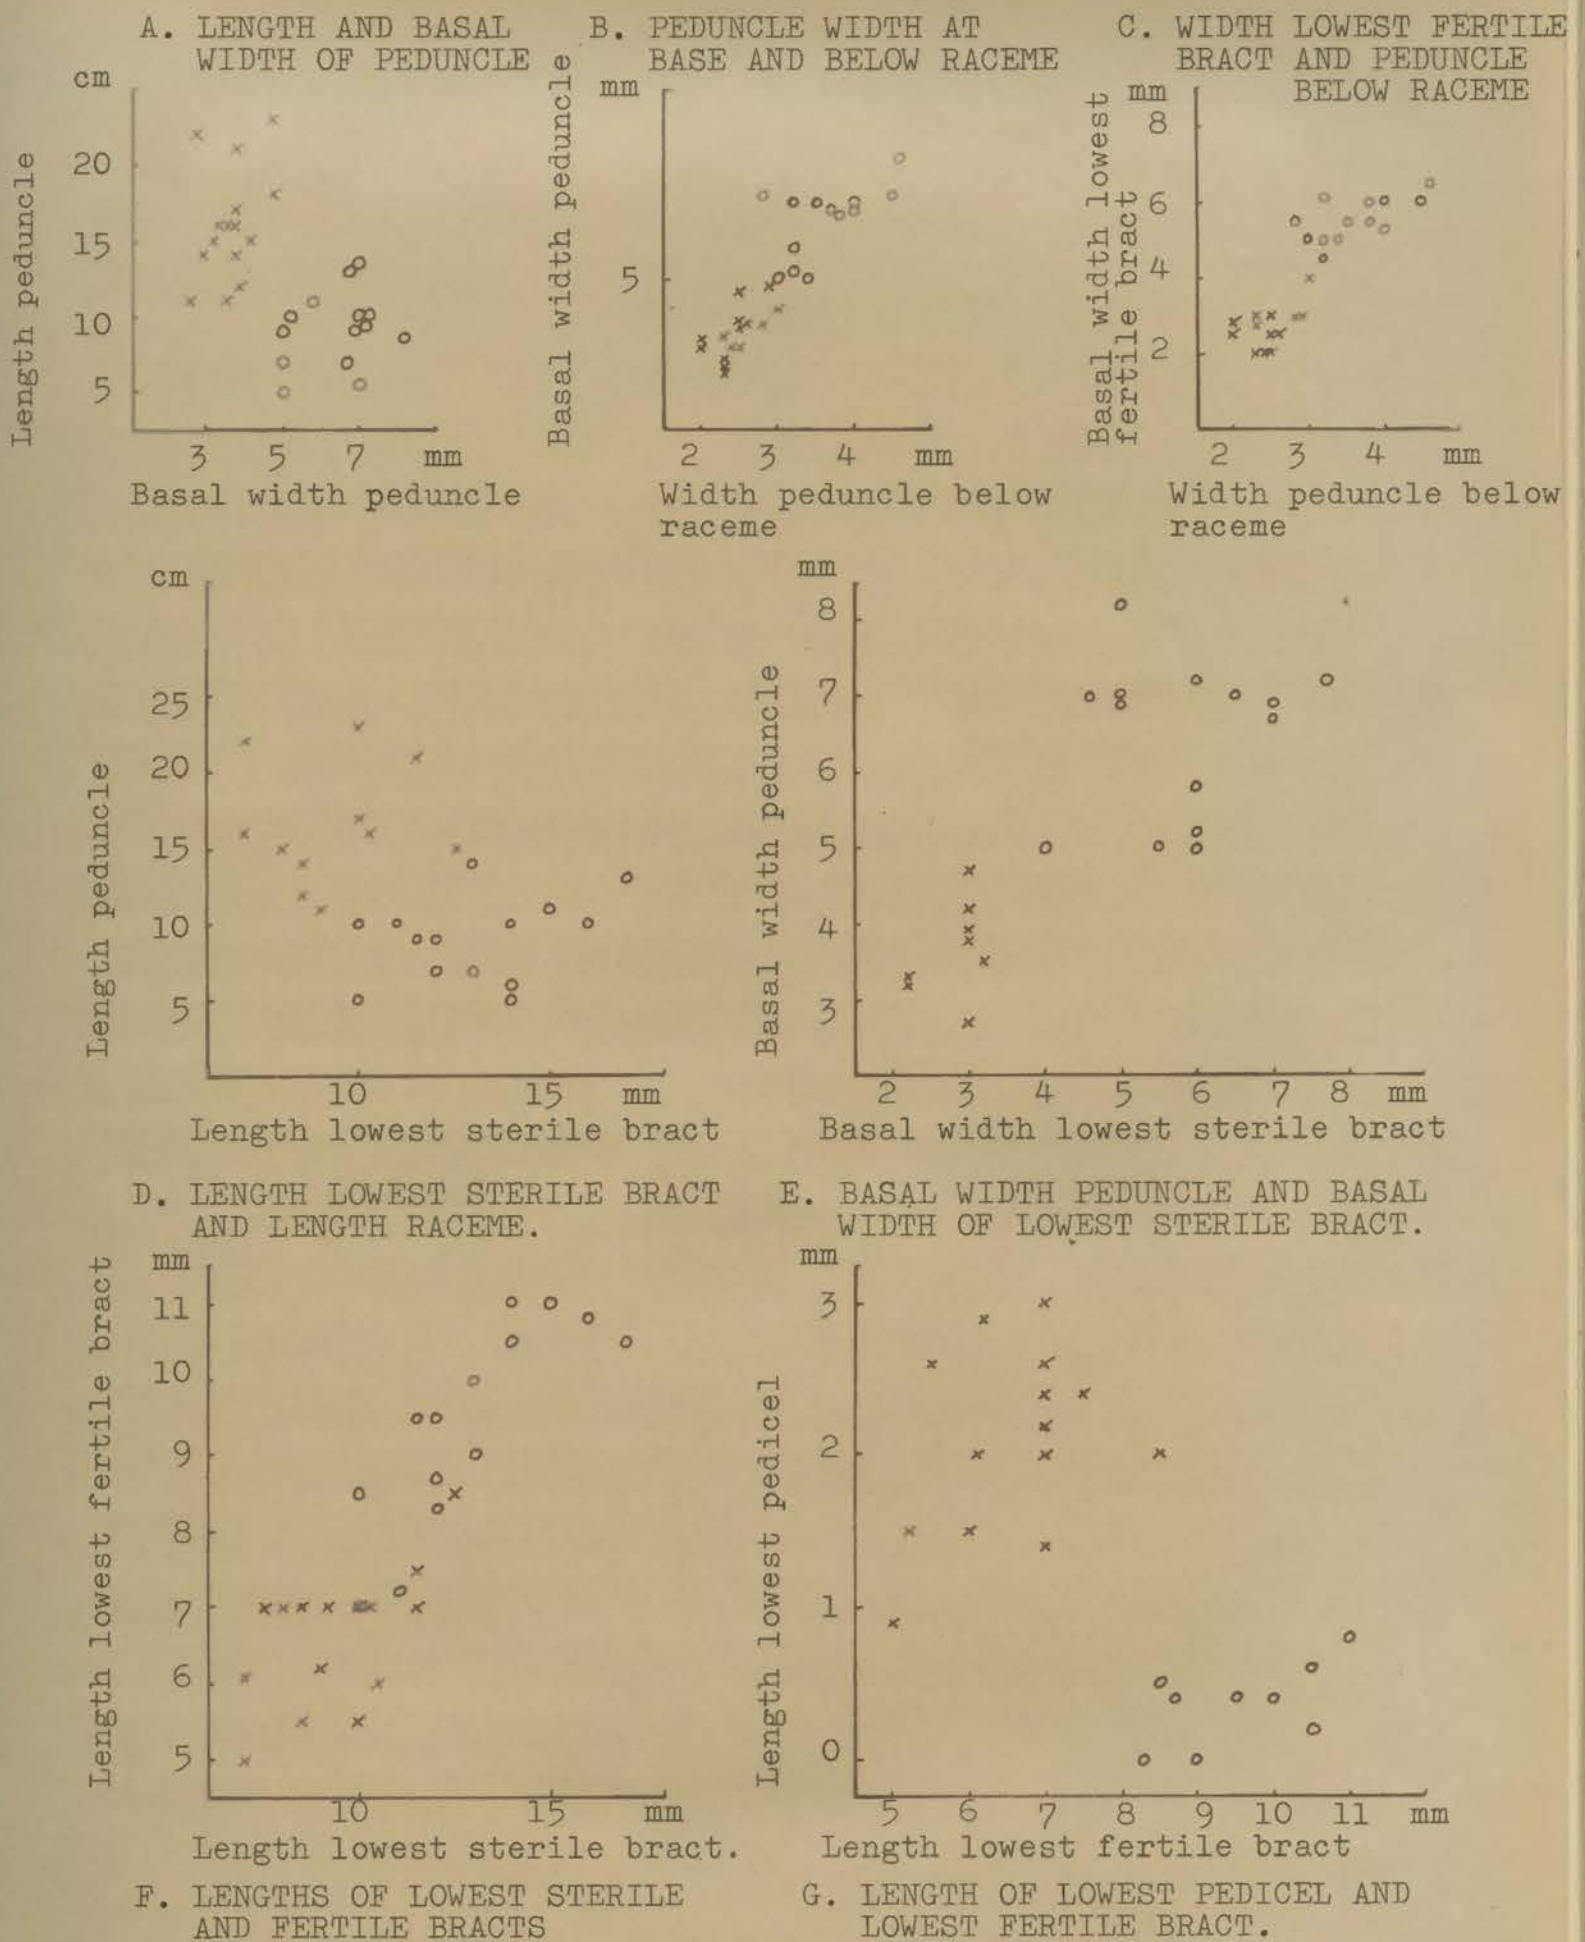 A. LENGTH AND BASAL
WIDTH OF PEDUNCLE
cm
20
15
10
5
Length peduncle
3 5 7 mm
Basal width peduncle
B. PEDUNCLE WIDTH AT
BASE AND BELOW RACEME
mm
5
Basal width peduncle
2 3 4 mm
Width peduncle below
raceme
C. WIDTH LOWEST FERTILE
BRACT AND PEDUNCLE
BELOW RACEME
mm
8
6
4
2
Basal width lowest
fertile bract
2 3 4 mm
Width peduncle below
raceme
cm
25
20
15
10
5
Length peduncle
10 15 mm
Length lowest sterile bract
D. LENGTH LOWEST STERILE BRACT
AND LENGTH RACEME.
mm
8
7
6
5
4
3
Basal width peduncle
2 3 4 5 6 7 8 mm
Basal width lowest sterile bract
E. BASAL WIDTH PEDUNCLE AND BASAL
WIDTH OF LOWEST STERILE BRACT.
mm
11
10
9
8
7
6
5
Length lowest fertile bract
10 15 mm
Length lowest sterile bract.
F. LENGTHS OF LOWEST STERILE
AND FERTILE BRACTS
mm
3
2
1
0
Length lowest pedicel
5 6 7 8 9 10 11 mm
Length lowest fertile bract
G. LENGTH OF LOWEST PEDICEL AND
LOWEST FERTILE BRACT.